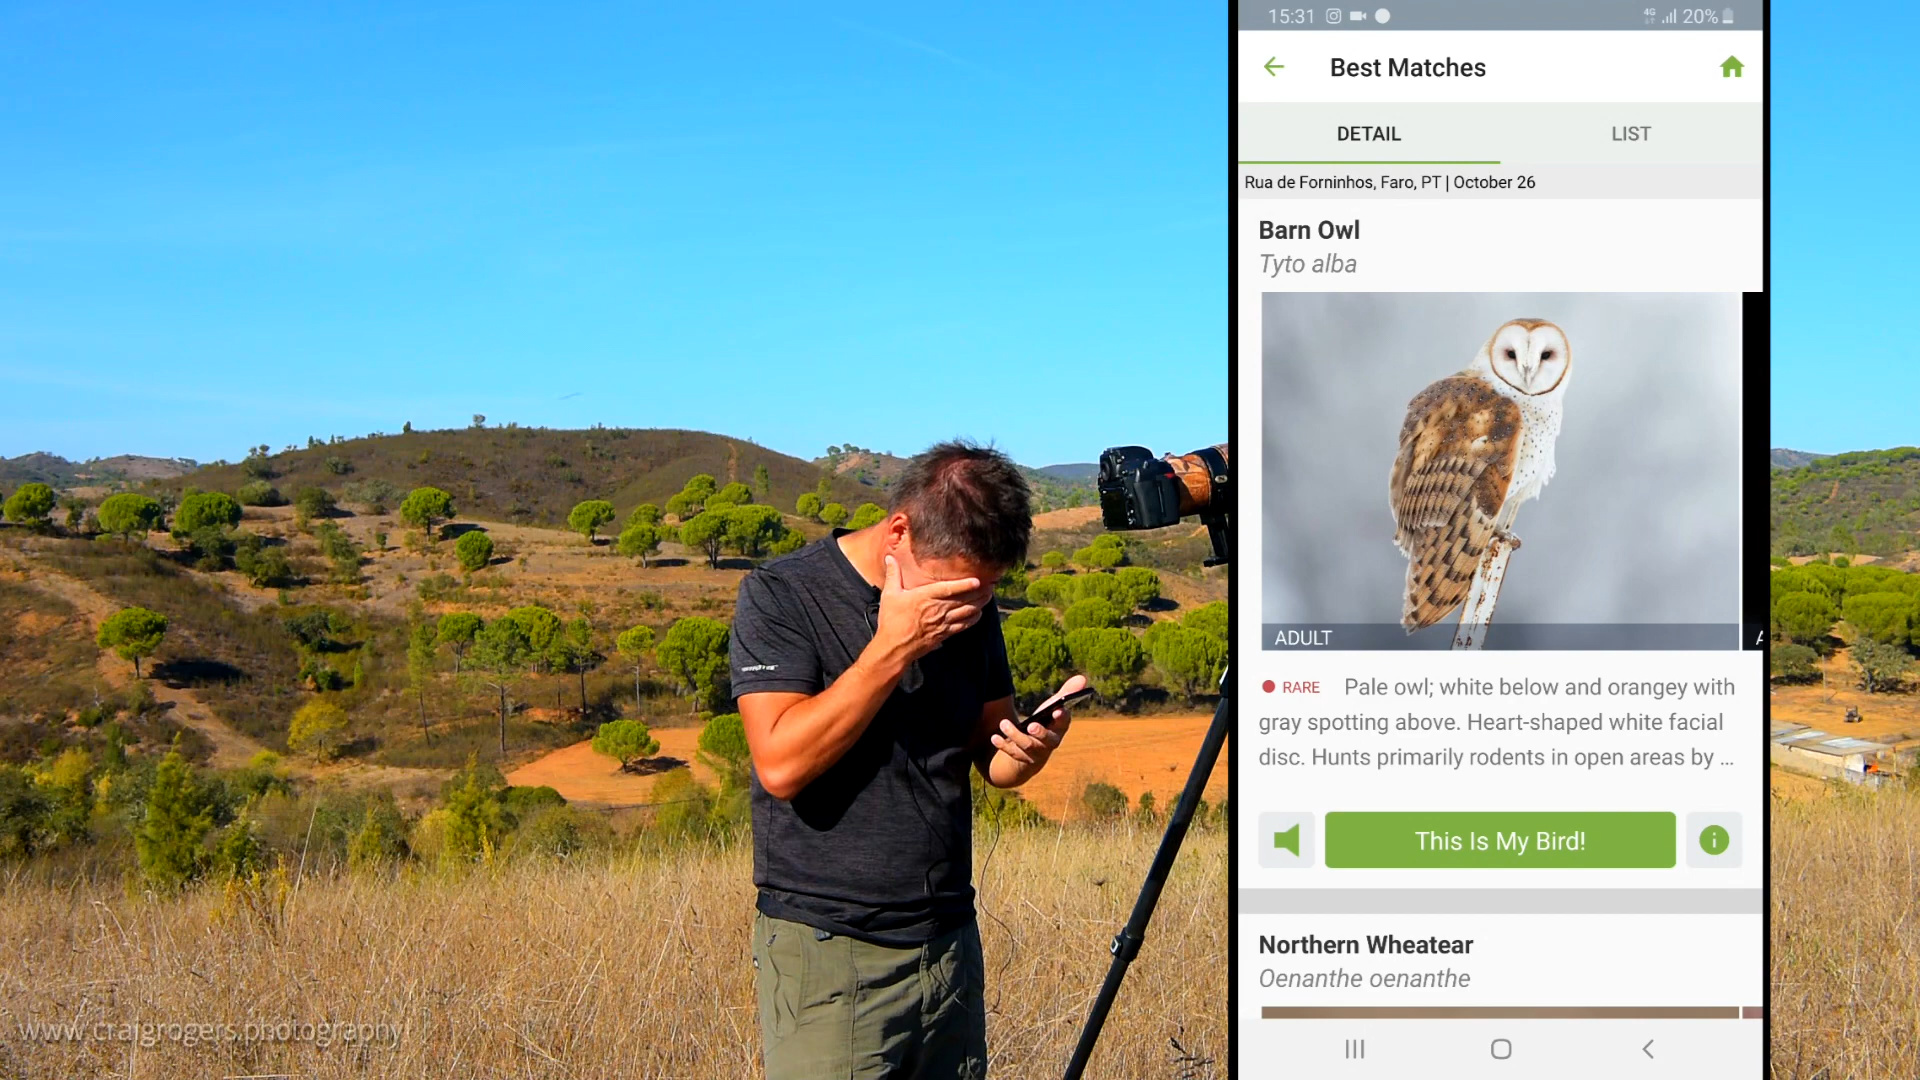 15:31
4G
20%
Best Matches
DETAIL
LIST
Rua de Forninhos, Faro, PT | October 26
Barn Owl
Tyto alba
ADULT
A
RARE Pale owl; white below and orangey with
gray spotting above. Heart-shaped white facial
disc. Hunts primarily rodents in open areas by ...
This Is My Bird!
i
Northern Wheatear
Oenanthe oenanthe
www.craigrogers.photography